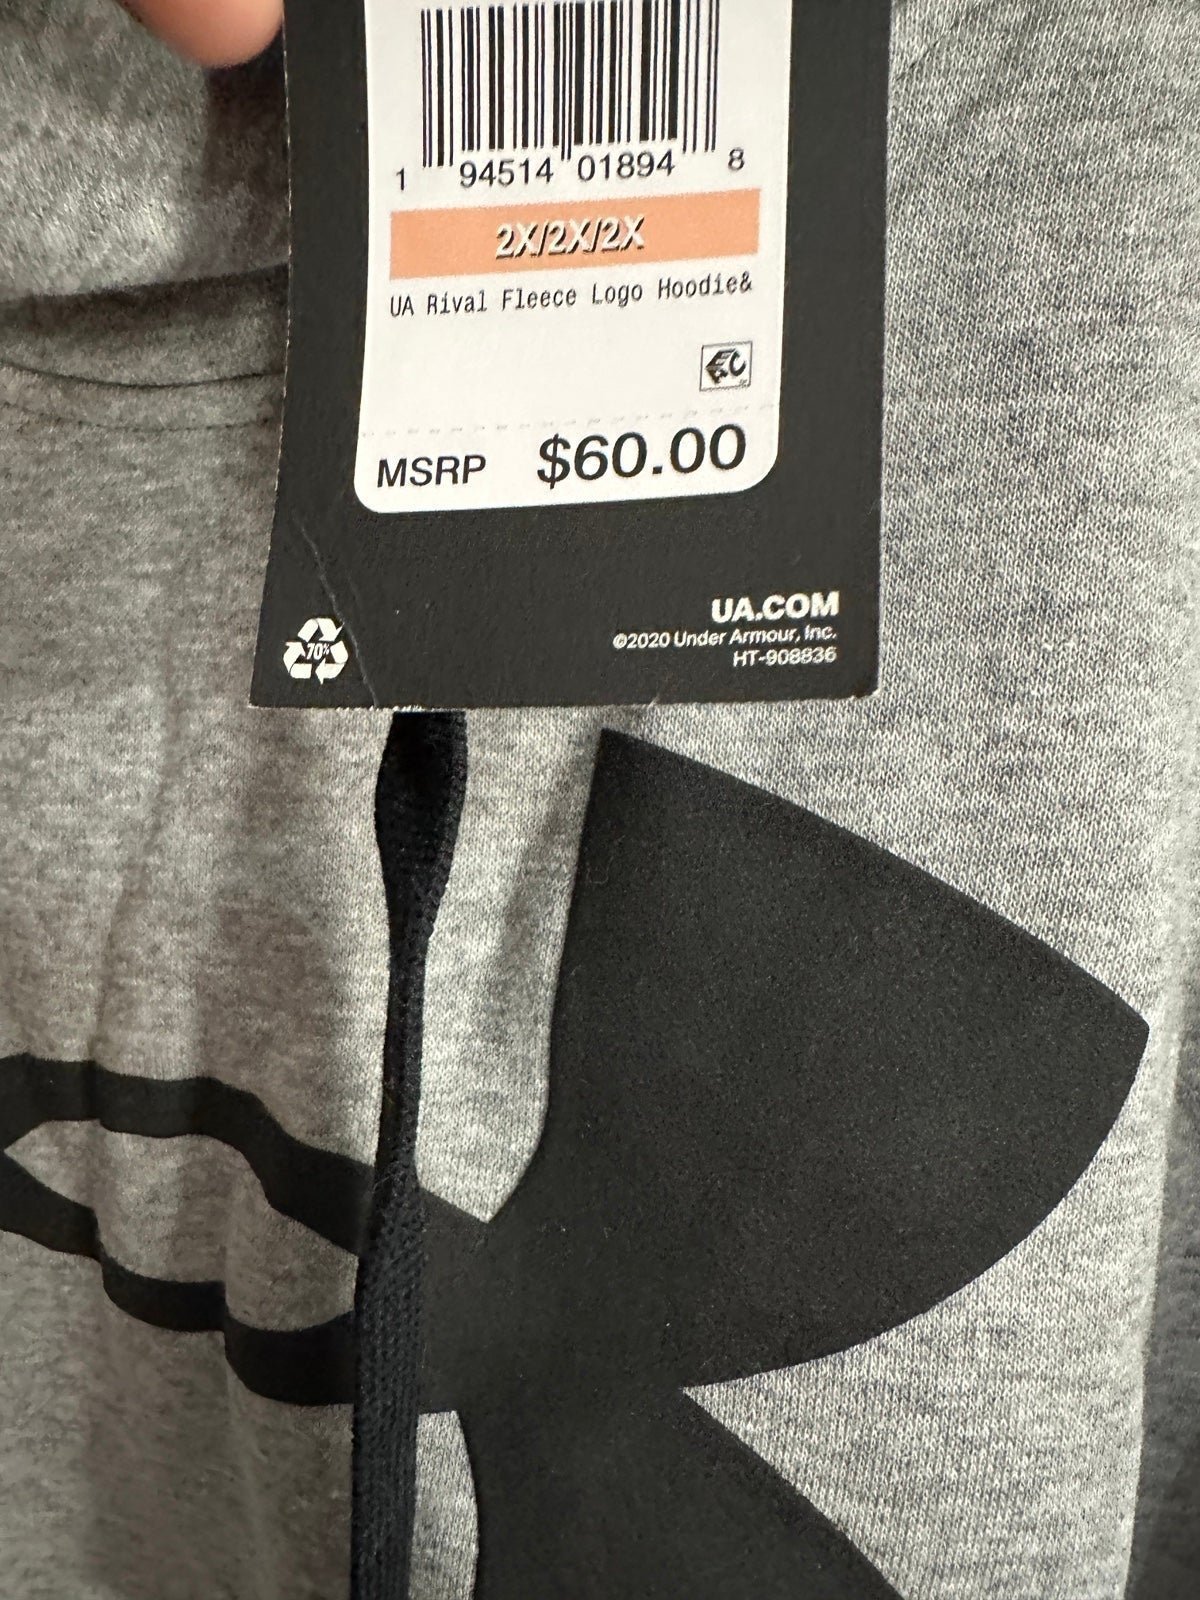 1 94514 01894 8
2X/2X/2X
UA Rival Fleece Logo Hoodie&
MSRP $60.00
70%
UA.COM
©2020 Under Armour, Inc.
HT-908836